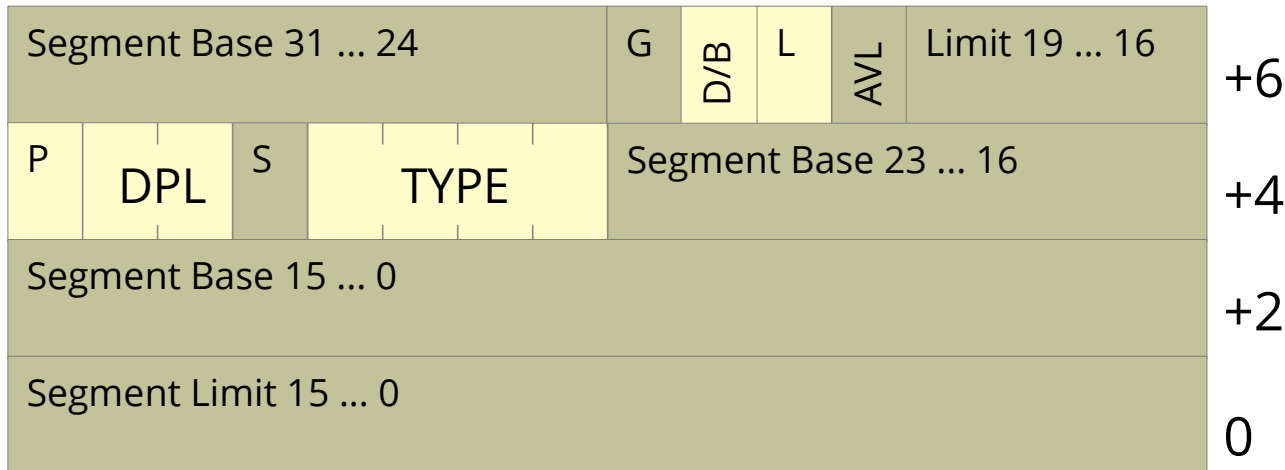 Segment Base 31 ... 24 G D/B L AVL Limit 19 ... 16 +6
P DPL S TYPE Segment Base 23 ... 16 +4
Segment Base 15 ... 0 +2
Segment Limit 15 ... 0 0